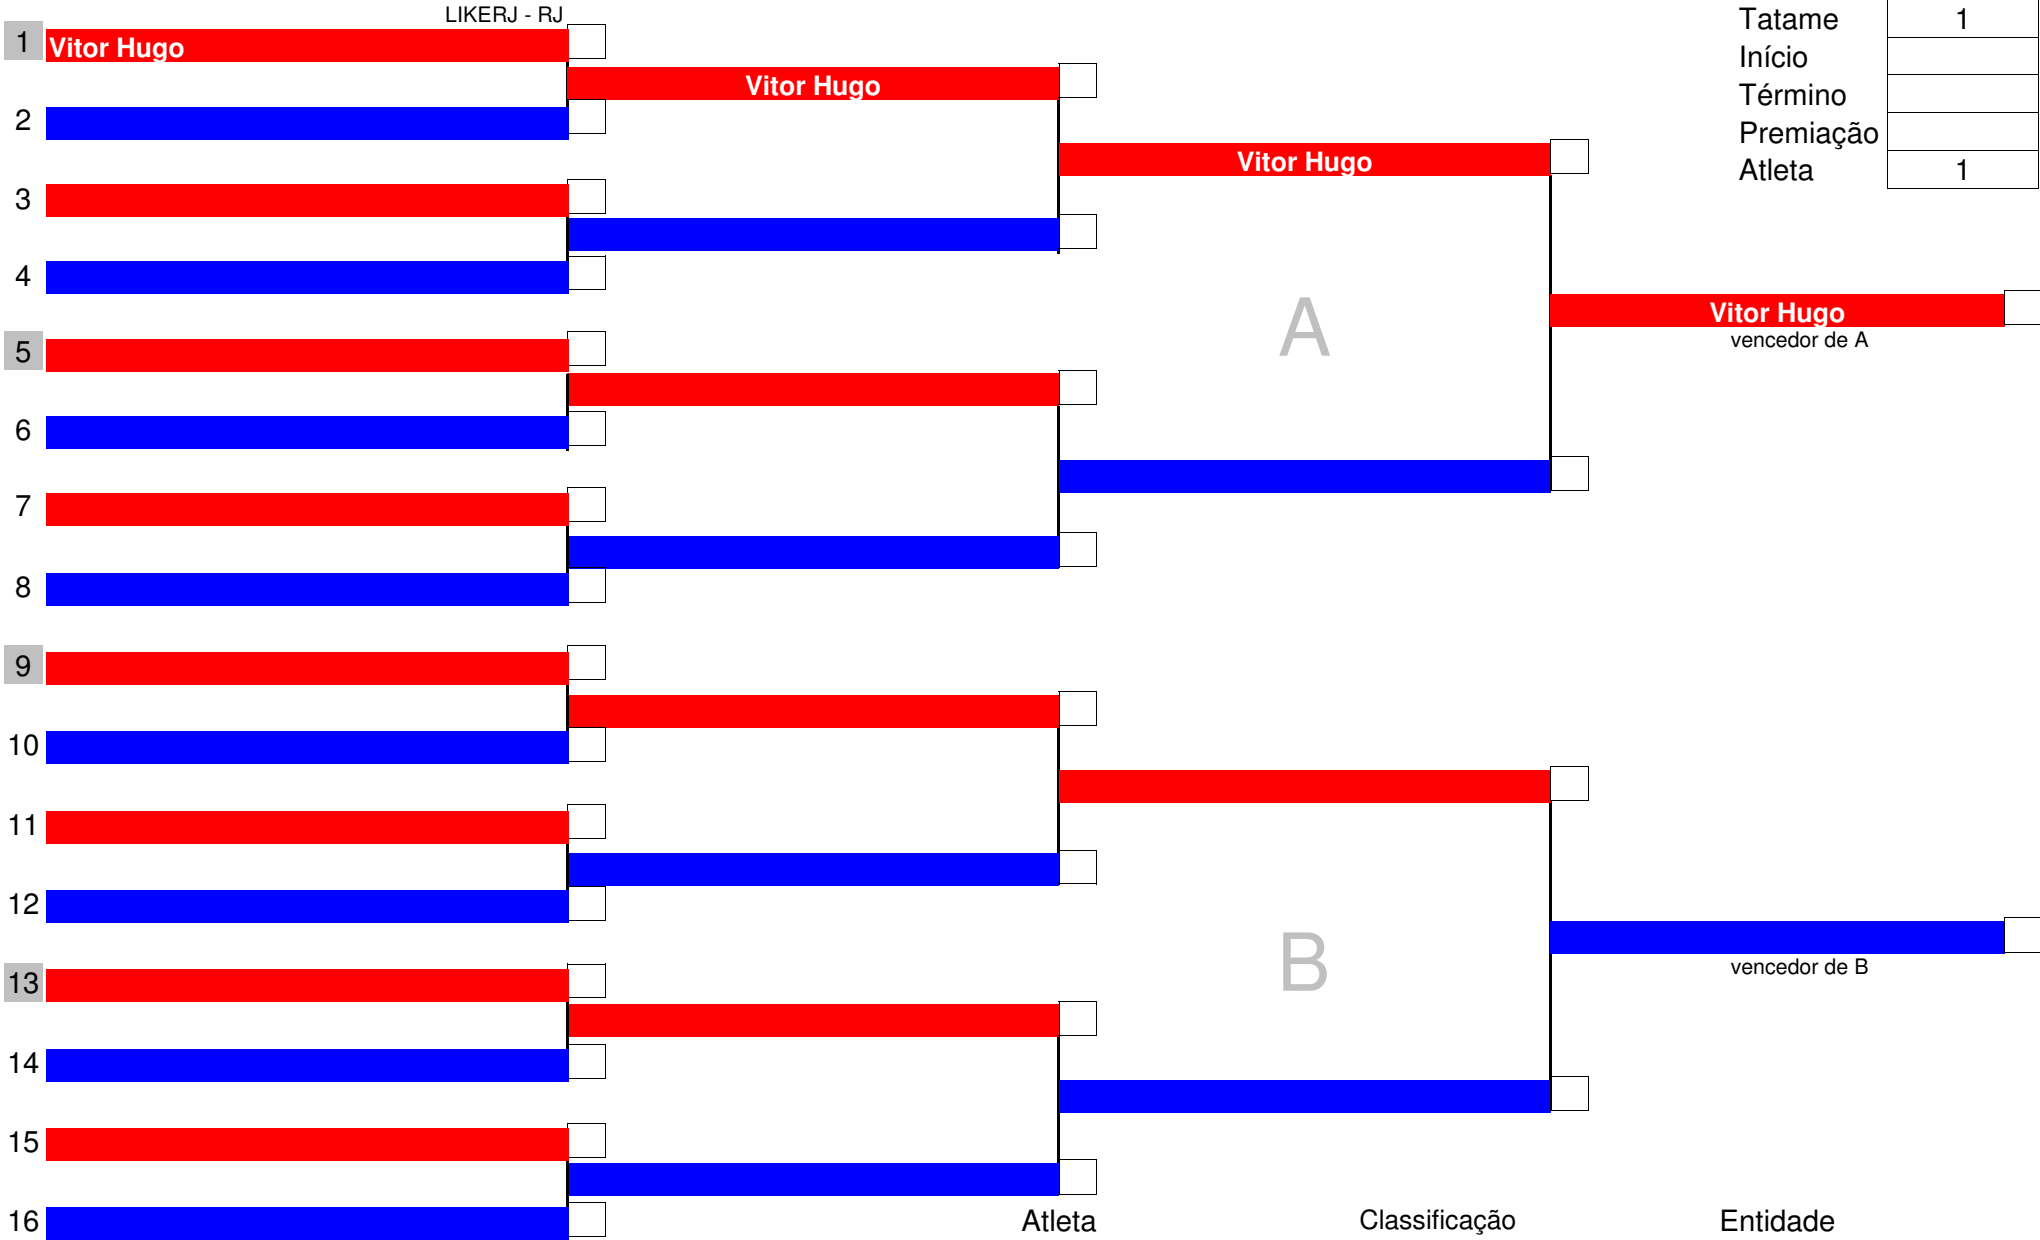 LIKERJ - RJ
Tatame 1
1 Vitor Hugo
Início
Vitor Hugo
Término
2
Premiação
Vitor Hugo
Atleta 1
3
4
A
Vitor Hugo
vencedor de A
5
6
7
8
9
10
11
12
B
vencedor de B
13
14
15
16
Atleta Classificação Entidade